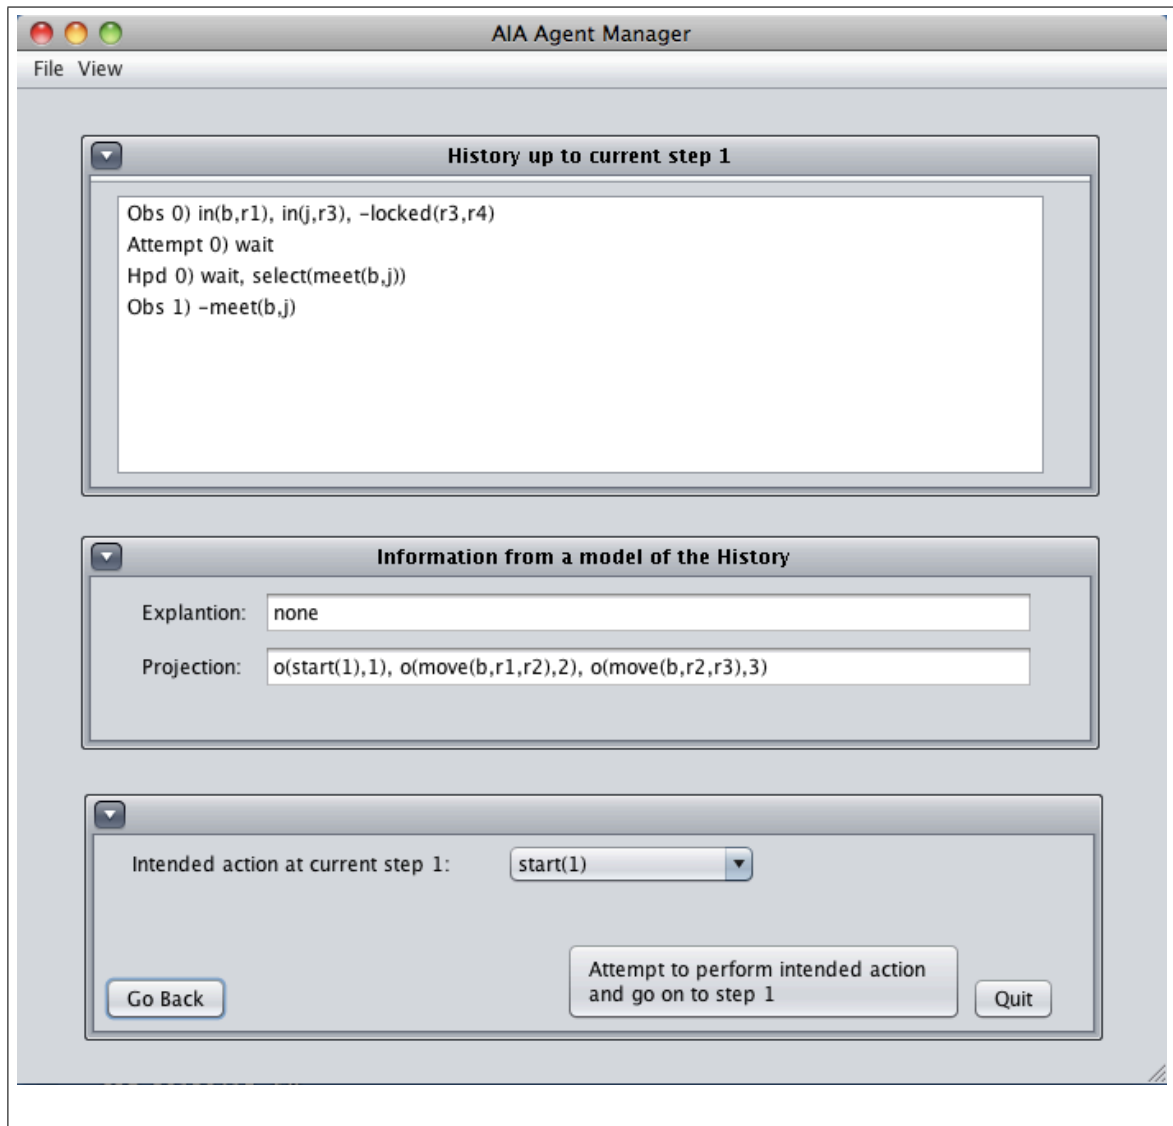 AIA Agent Manager
File View
History up to current step 1
Obs 0) in(b,r1), in(j,r3), -locked(r3,r4)
Attempt 0) wait
Hpd 0) wait, select(meet(b,j))
Obs 1) -meet(b,j)
Information from a model of the History
Explantion: none
Projection: o(start(1),1), o(move(b,r1,r2),2), o(move(b,r2,r3),3)
Intended action at current step 1: start(1)
Attempt to perform intended action
and go on to step 1
Go Back
Quit